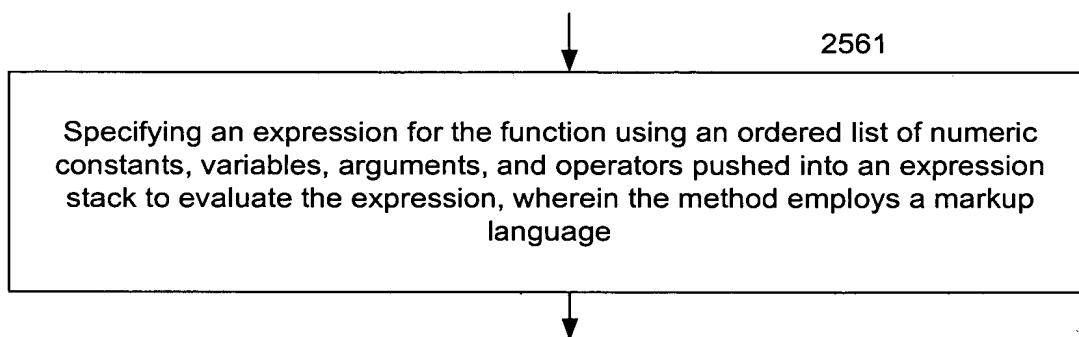 2561
Specifying an expression for the function using an ordered list of numeric
constants, variables, arguments, and operators pushed into an expression
stack to evaluate the expression, wherein the method employs a markup
language